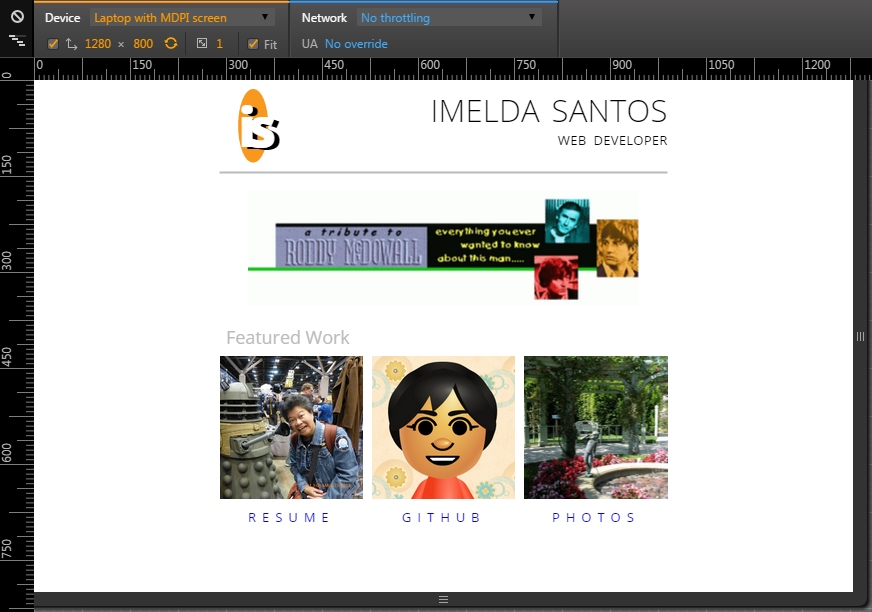 Device Laptop with MDPI screen Network No throttling
1280 × 800 1 Fit UA No override
0 150 300 450 600 750 900 1050 1200
0
150
300
450
600
750
is
IMELDA SANTOS
WEB DEVELOPER
a tribute to
RODDY McDOWALL
everything you ever
wanted to know
about this man.....
Featured Work
RESUME GITHUB PHOTOS